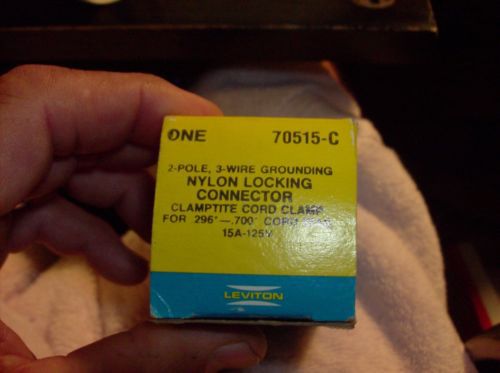 ONE 70515-C
2-POLE, 3-WIRE GROUNDING
NYLON LOCKING
CONNECTOR
CLAMPTITE CORD CLAMP
FOR .296"—.700" CORD
15A-125V
LEVITON